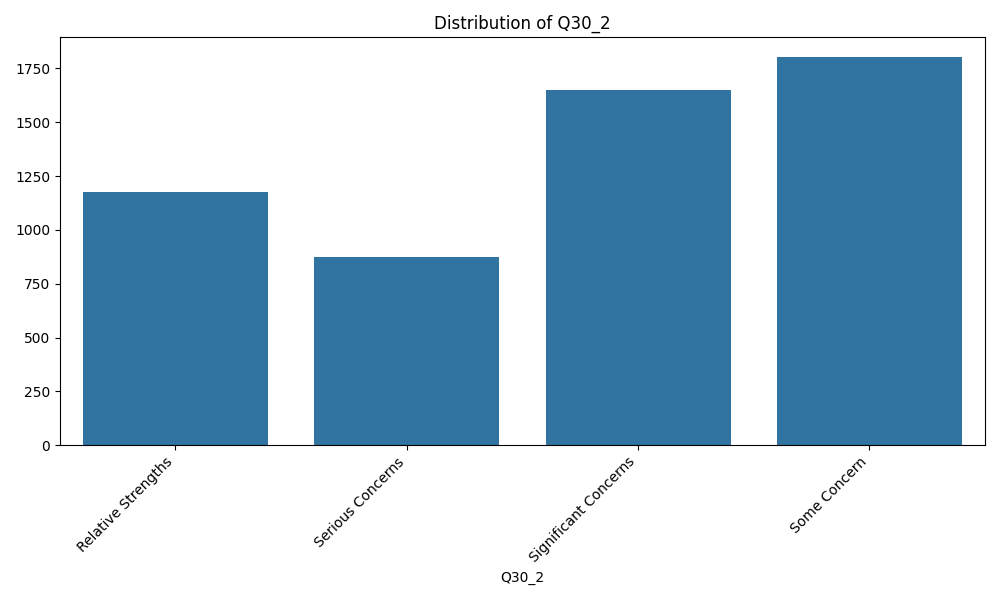 Distribution of Q30_2
1750
1500
1250
1000
750
500
250
0
Relative Strengths
Serious Concerns
Significant Concerns
Some Concern
Q30_2